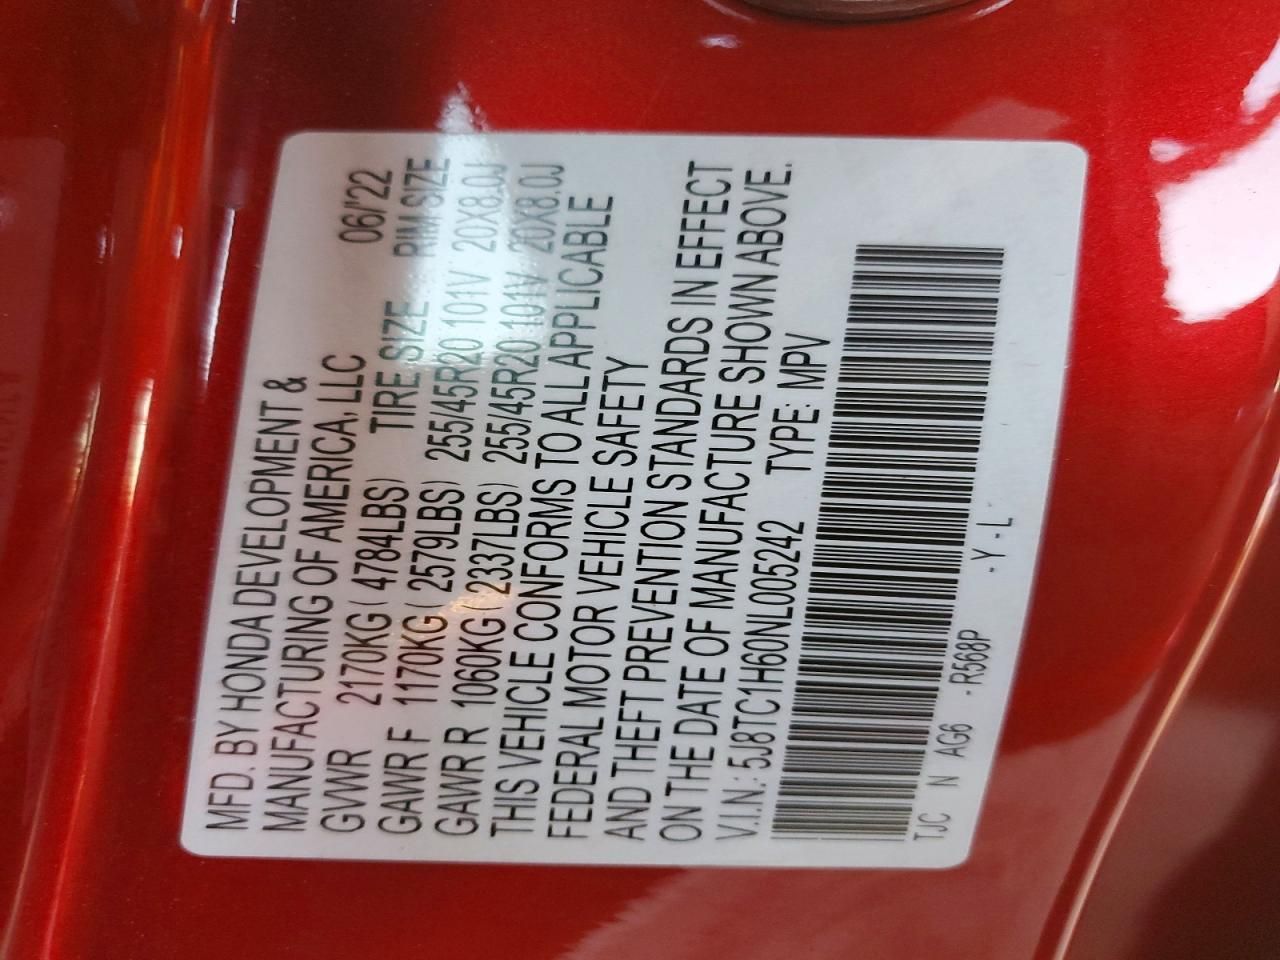 MFD. BY HONDA DEVELOPMENT &
MANUFACTURING OF AMERICA, LLC 06/'22
GVWR 2170KG ( 4784LBS) TIRE SIZE RIM SIZE
GAWR F 1170KG ( 2579LBS) 255/45R20 101V 20X8.0J
GAWR R 1060KG ( 2337LBS) 255/45R20 101V 20X8.0J
THIS VEHICLE CONFORMS TO ALL APPLICABLE
FEDERAL MOTOR VEHICLE SAFETY
AND THEFT PREVENTION STANDARDS IN EFFECT
ON THE DATE OF MANUFACTURE SHOWN ABOVE.
V.I.N.: 5J8TC1H60NL005242 TYPE: MPV
TJC N AG6 - R568P - Y - L